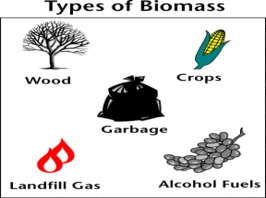 Types of Biomass
Wood
Crops
Garbage
Landfill Gas
Alcohol Fuels